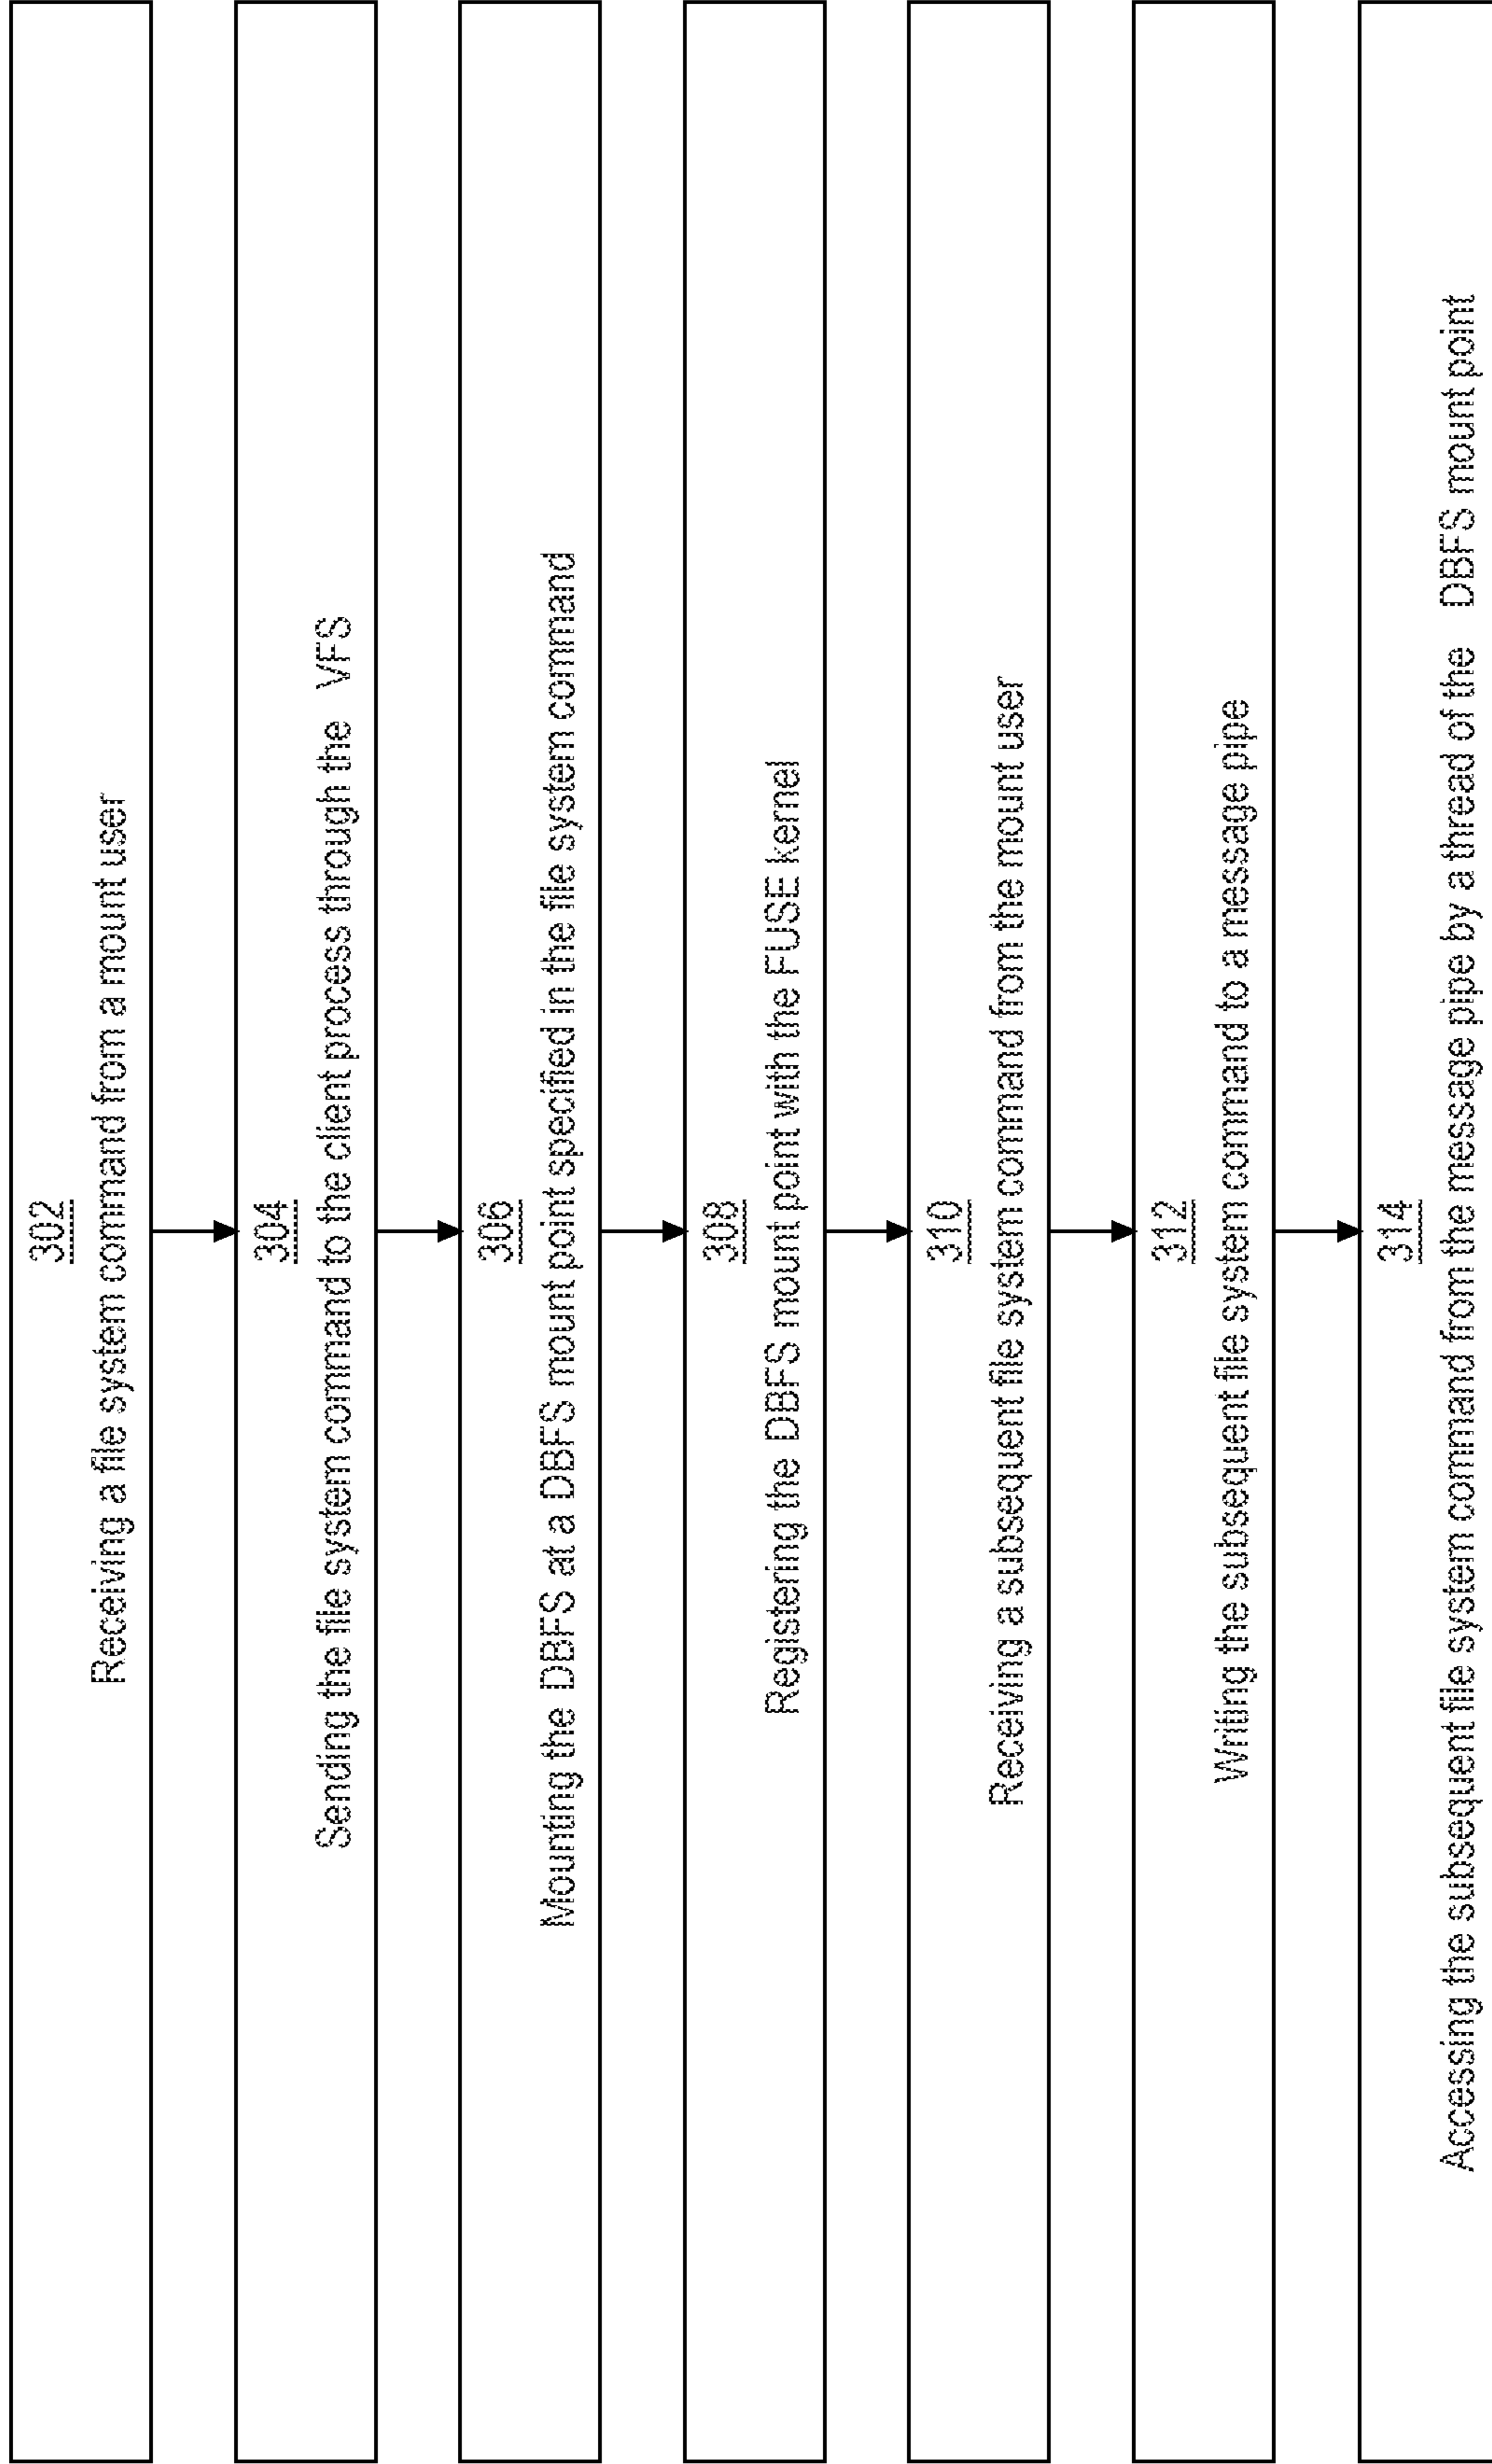 302
Receiving a file system command from a mount user
304
Sending the file system command to the client process through the VFS
306
Mounting the DBFS at a DBFS mount point specified in the file system command
308
Registering the DBFS mount point with the FUSE kernel
310
Receiving a subsequent file system command from the mount user
312
Writing the subsequent file system command to a message pipe
314
Accessing the subsequent file system command from the message pipe by a thread of the DBFS mount point